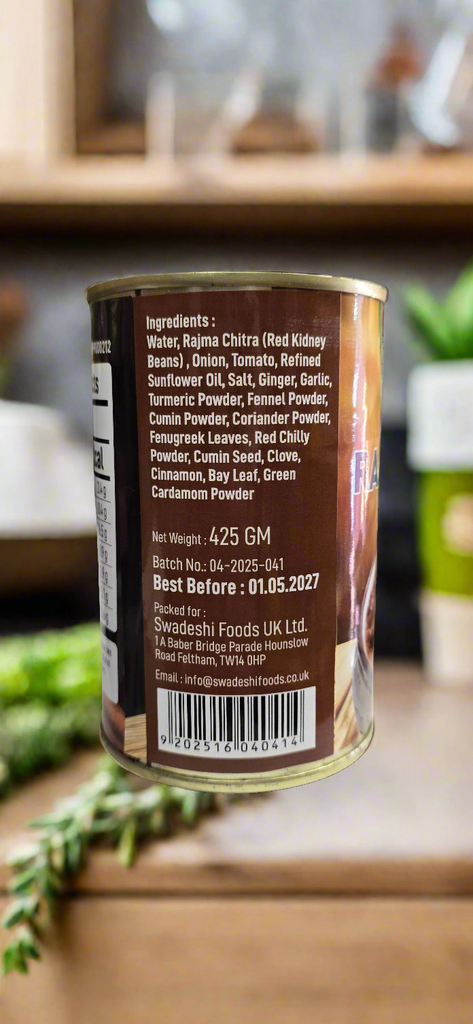 Ingredients :
Water, Rajma Chitra (Red Kidney
Beans) , Onion, Tomato, Refined
Sunflower Oil, Salt, Ginger, Garlic,
Turmeric Powder, Fennel Powder,
Cumin Powder, Coriander Powder,
Fenugreek Leaves, Red Chilly
Powder, Cumin Seed, Clove,
Cinnamon, Bay Leaf, Green
Cardamom Powder
Net Weight : 425 GM
Batch No.: 04-2025-041
Best Before : 01.05.2027
Packed for :
Swadeshi Foods UK Ltd.
1 A Baber Bridge Parade Hounslow
Road Feltham, TW14 0HP
Email : info@swadeshifoods.co.uk
9 202516 040414